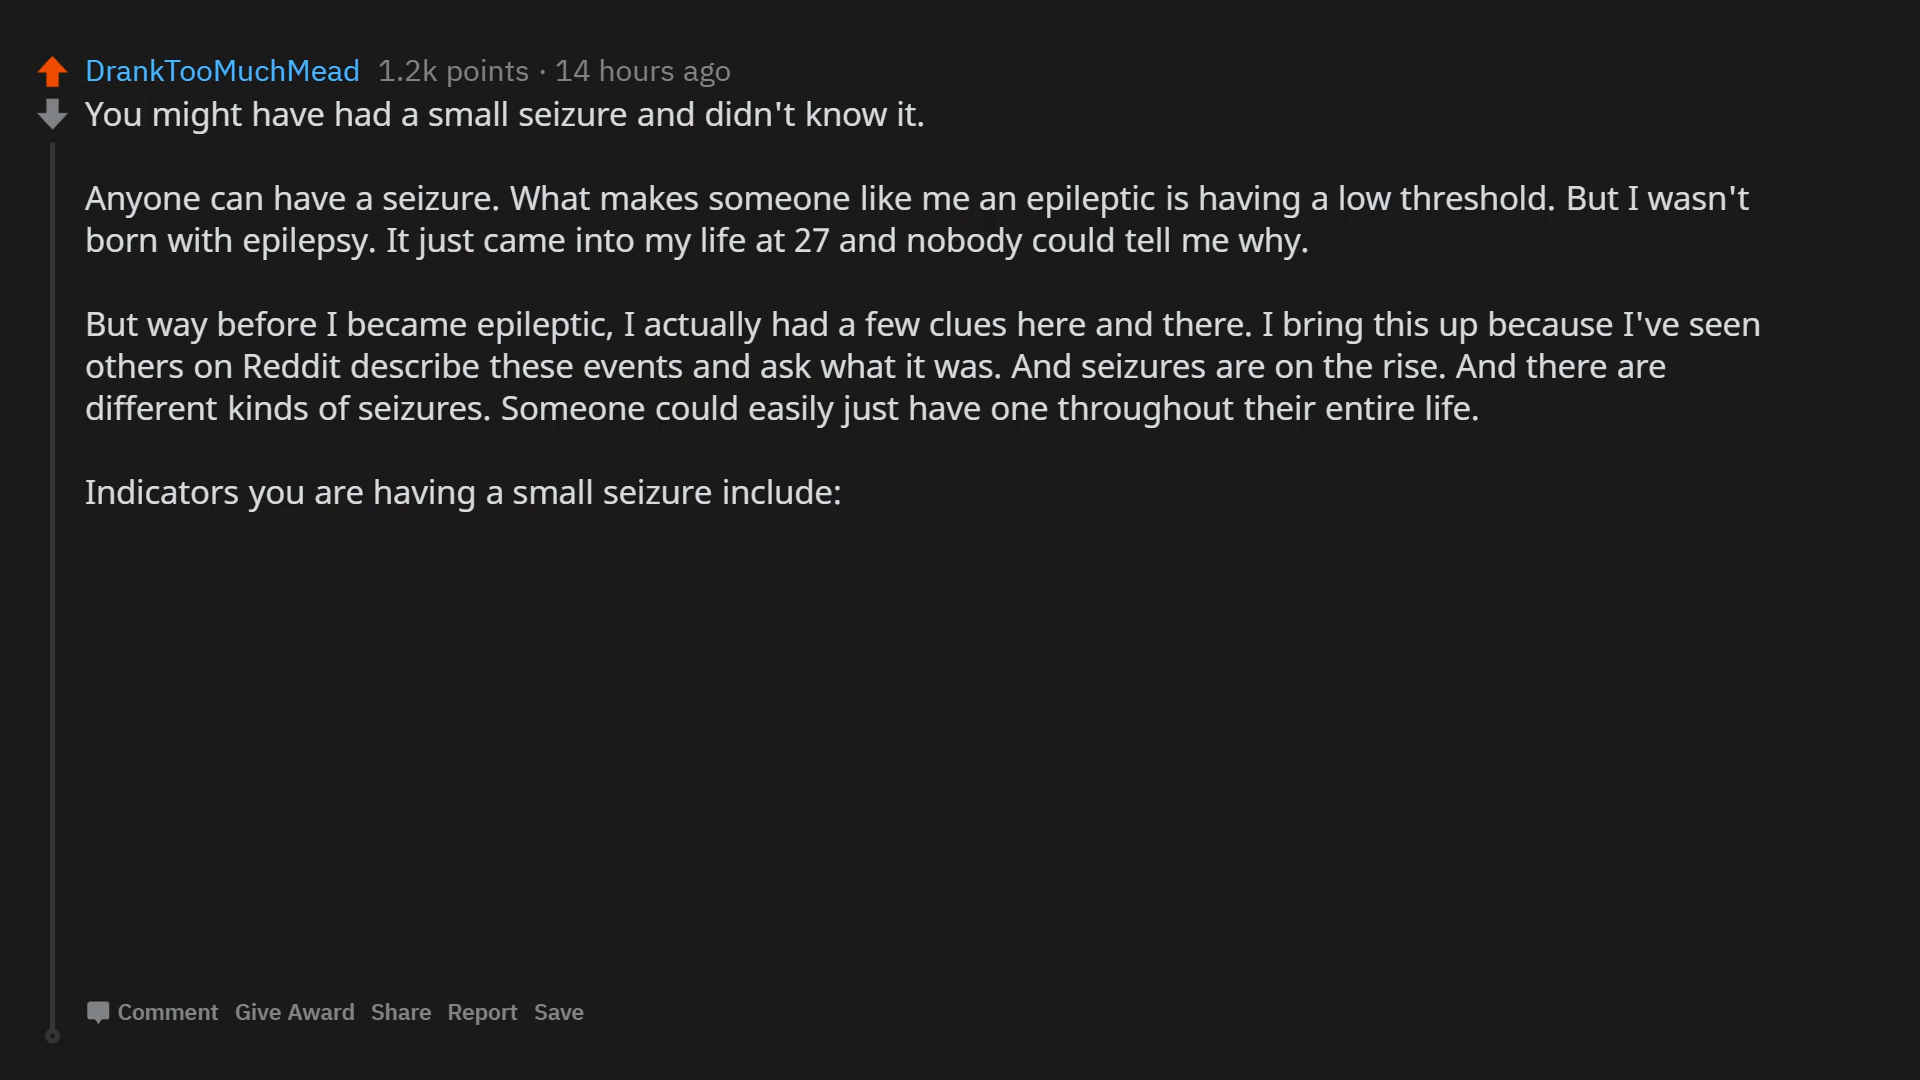 DrankTooMuchMead 1.2k points · 14 hours ago
You might have had a small seizure and didn't know it.
Anyone can have a seizure. What makes someone like me an epileptic is having a low threshold. But I wasn't
born with epilepsy. It just came into my life at 27 and nobody could tell me why.
But way before I became epileptic, I actually had a few clues here and there. I bring this up because I've seen
others on Reddit describe these events and ask what it was. And seizures are on the rise. And there are
different kinds of seizures. Someone could easily just have one throughout their entire life.
Indicators you are having a small seizure include:
Comment Give Award Share Report Save